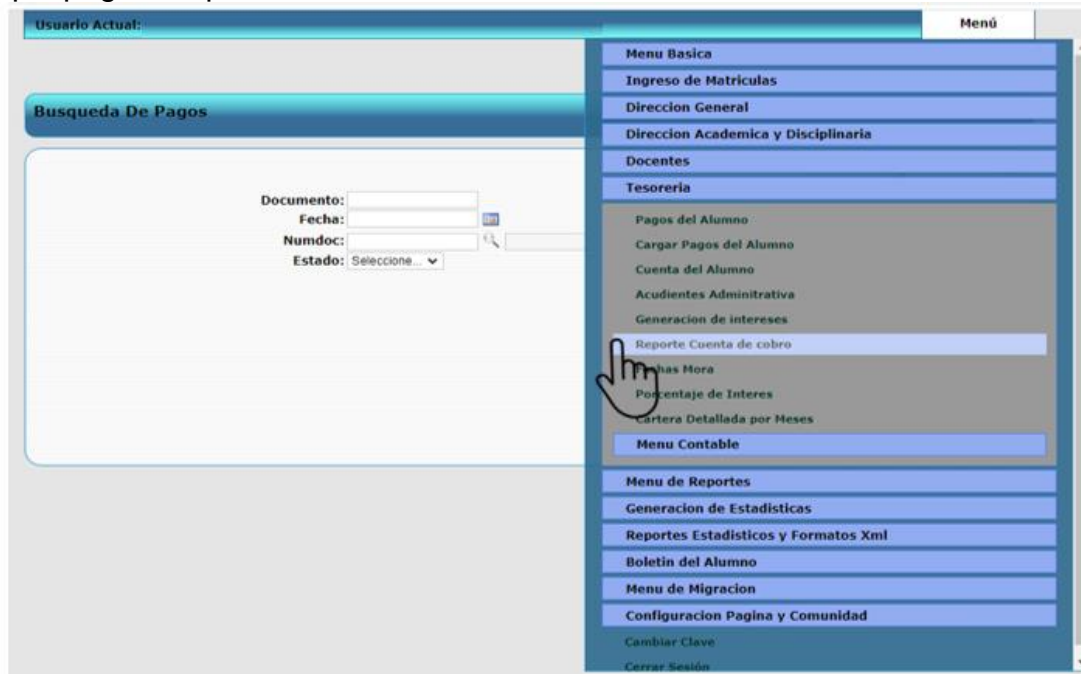 Usuario Actual:
Menú
Busqueda De Pagos
Documento:
Fecha:
Numdoc:
Estado: Seleccione...
Menu Basica
Ingreso de Matriculas
Direccion General
Direccion Academica y Disciplinaria
Docentes
Tesoreria
Pagos del Alumno
Cargar Pagos del Alumno
Cuenta del Alumno
Acudientes Adminitrativa
Generacion de intereses
Reporte Cuenta de cobro
Mora
Porcentaje de Interes
Cartera Detallada por Meses
Menu Contable
Menu de Reportes
Generacion de Estadisticas
Reportes Estadisticos y Formatos Xml
Boletin del Alumno
Menu de Migracion
Configuracion Pagina y Comunidad
Cambiar Clave
Cerrar Sesión